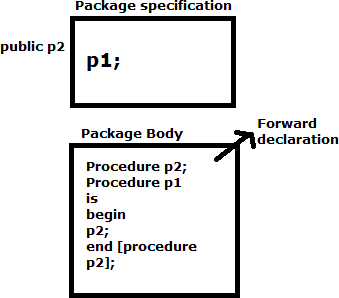 Package specification
public p2
p1;
Package Body
Forward
declaration
Procedure p2;
Procedure p1
is
begin
p2;
end [procedure
p2];